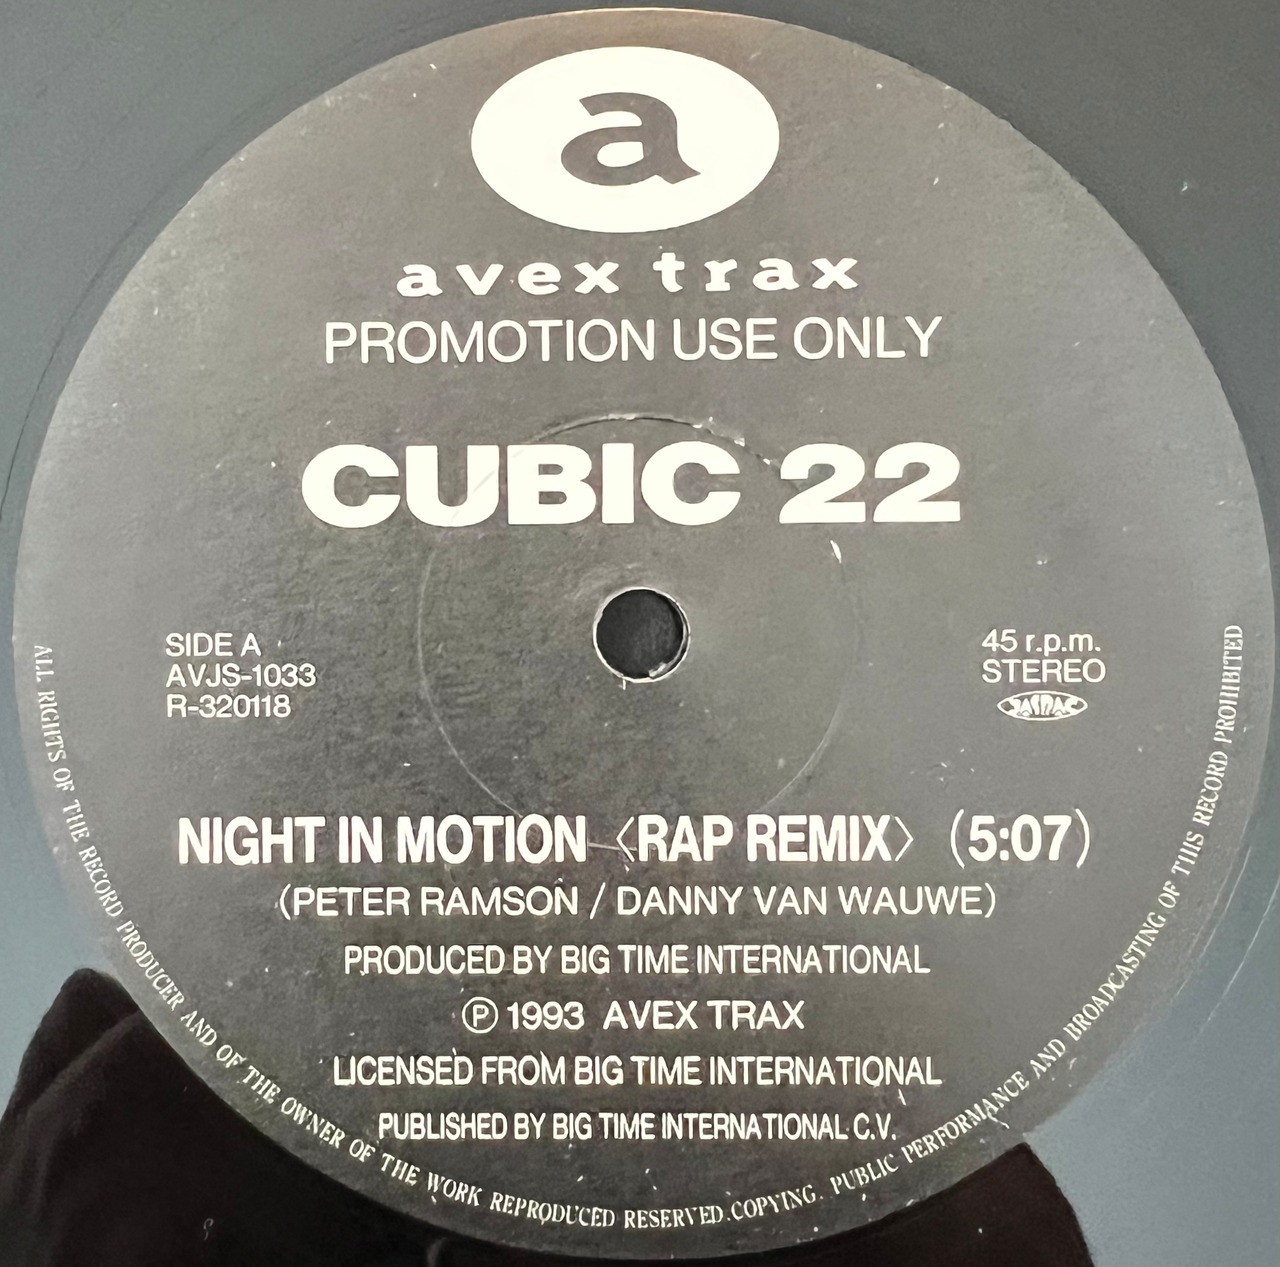 a
avex trax
PROMOTION USE ONLY
CUBIC 22
SIDE A
AVJS-1033
R-320118
45 r.p.m.
STEREO
JASRAC
NIGHT IN MOTION 〈RAP REMIX〉 (5:07)
(PETER RAMSON / DANNY VAN WAUWE)
PRODUCED BY BIG TIME INTERNATIONAL
Ⓟ 1993 AVEX TRAX
LICENSED FROM BIG TIME INTERNATIONAL
PUBLISHED BY BIG TIME INTERNATIONAL C.V.
ALL RIGHTS OF THE RECORD PRODUCER AND OF THE OWNER OF THE WORK REPRODUCED RESERVED. COPYING. PUBLIC PERFORMANCE AND BROADCASTING OF THIS RECORD PROHIBITED